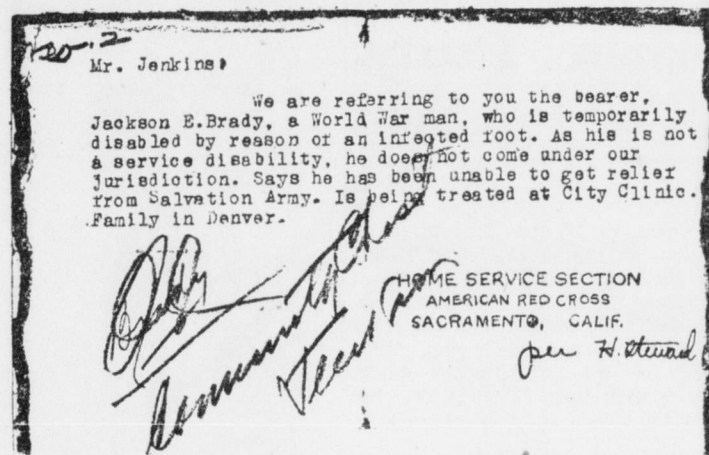 Mr. Jenkins:
We are referring to you the bearer,
Jackson E.Brady, a World War man, who is temporarily
disabled by reason of an infected foot. As his is not
a service disability, he does not come under our
jurisdiction. Says he has been unable to get relief
from Salvation Army. Is being treated at City Clinic.
Family in Denver.
Brady
Community Chest
HOME SERVICE SECTION
AMERICAN RED CROSS
SACRAMENTO, CALIF.
per H. Steward